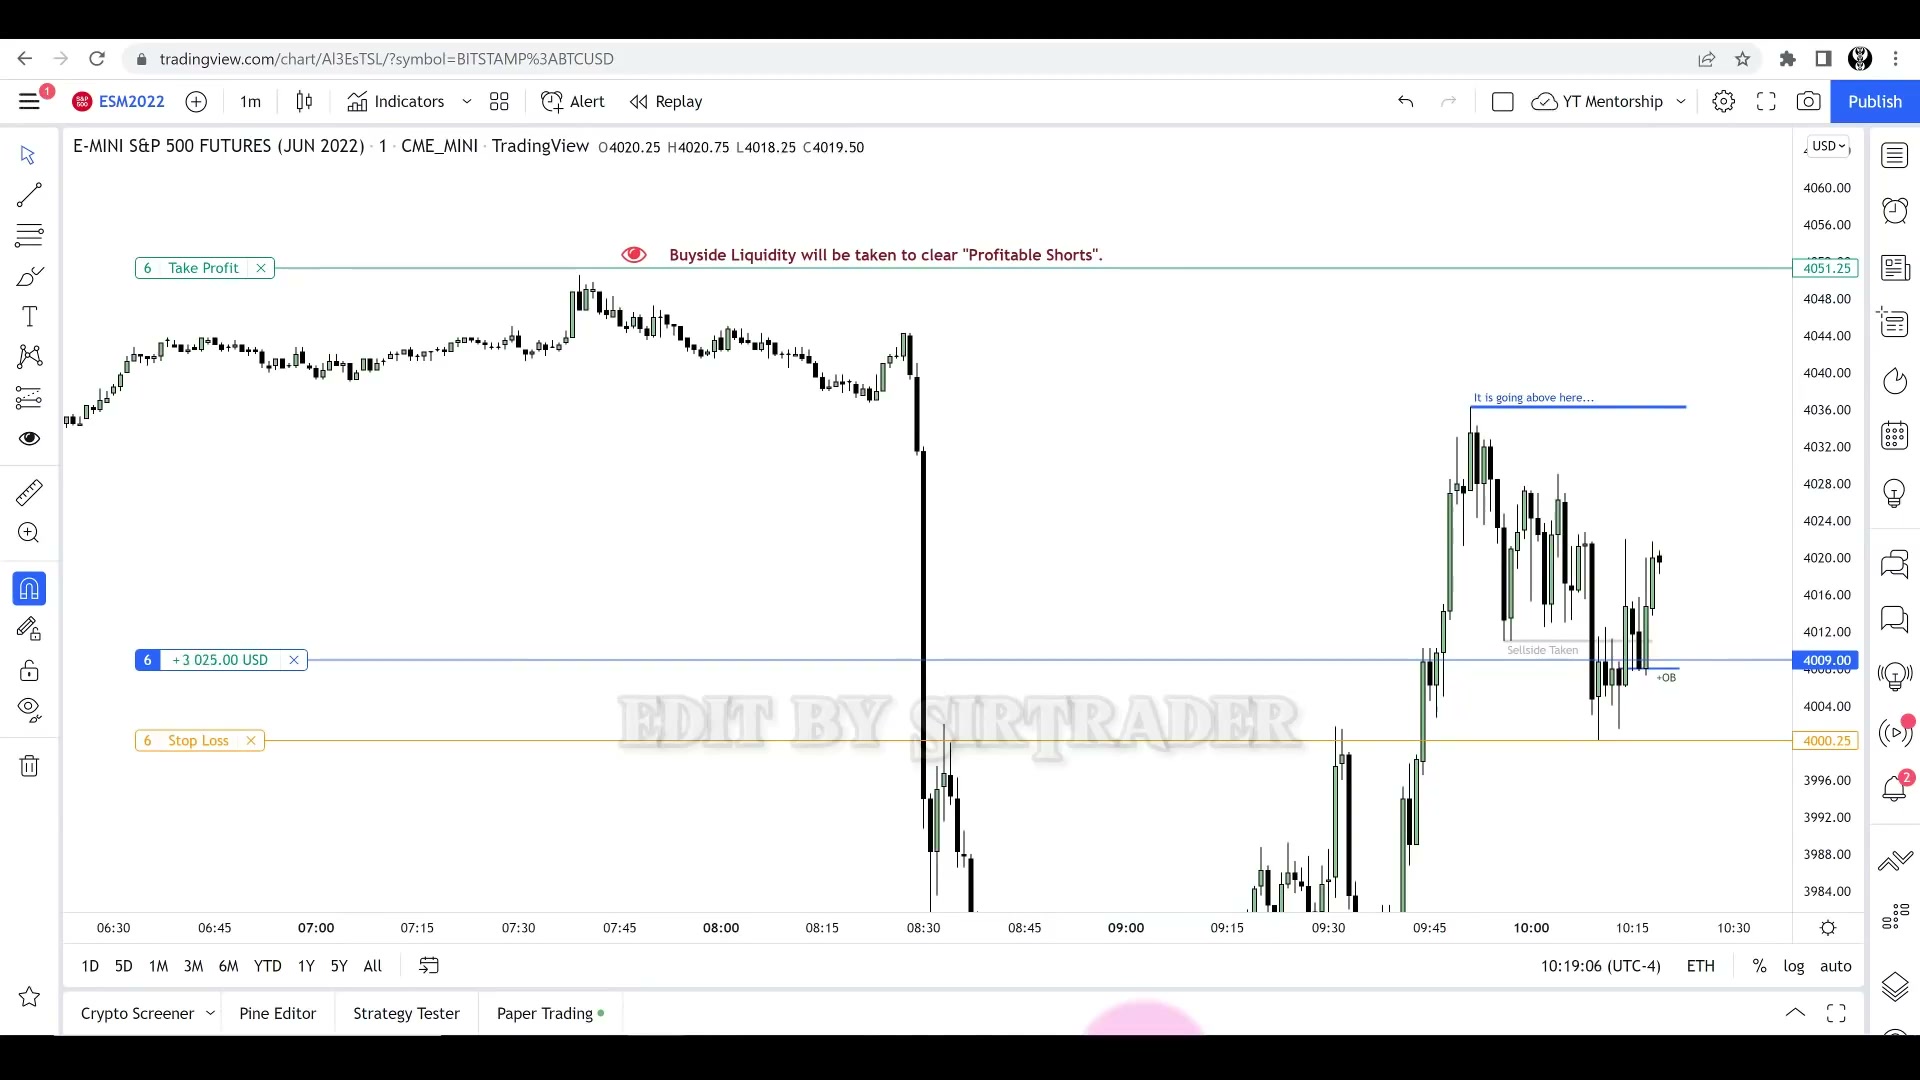 tradingview.com/chart/Al3EsTSL/?symbol=BITSTAMP%3ABTCUSD
1
S&P 500
ESM2022
1m
Indicators
Alert
Replay
YT Mentorship
Publish
E-MINI S&P 500 FUTURES (JUN 2022) · 1 · CME_MINI · TradingView O4020.25 H4020.75 L4018.25 C4019.50
USD
4060.00
4056.00
Buyside Liquidity will be taken to clear "Profitable Shorts".
6 Take Profit
4051.25
4048.00
4044.00
4040.00
It is going above here...
4036.00
4032.00
4028.00
4024.00
4020.00
4016.00
4012.00
Sellside Taken
6 +3 025.00 USD
4009.00
+OB
4004.00
EDIT BY SIRTRADER
6 Stop Loss
4000.25
2
3996.00
3992.00
3988.00
3984.00
06:30 06:45 07:00 07:15 07:30 07:45 08:00 08:15 08:30 08:45 09:00 09:15 09:30 09:45 10:00 10:15 10:30
1D 5D 1M 3M 6M YTD 1Y 5Y All
10:19:06 (UTC-4) ETH % log auto
Crypto Screener Pine Editor Strategy Tester Paper Trading